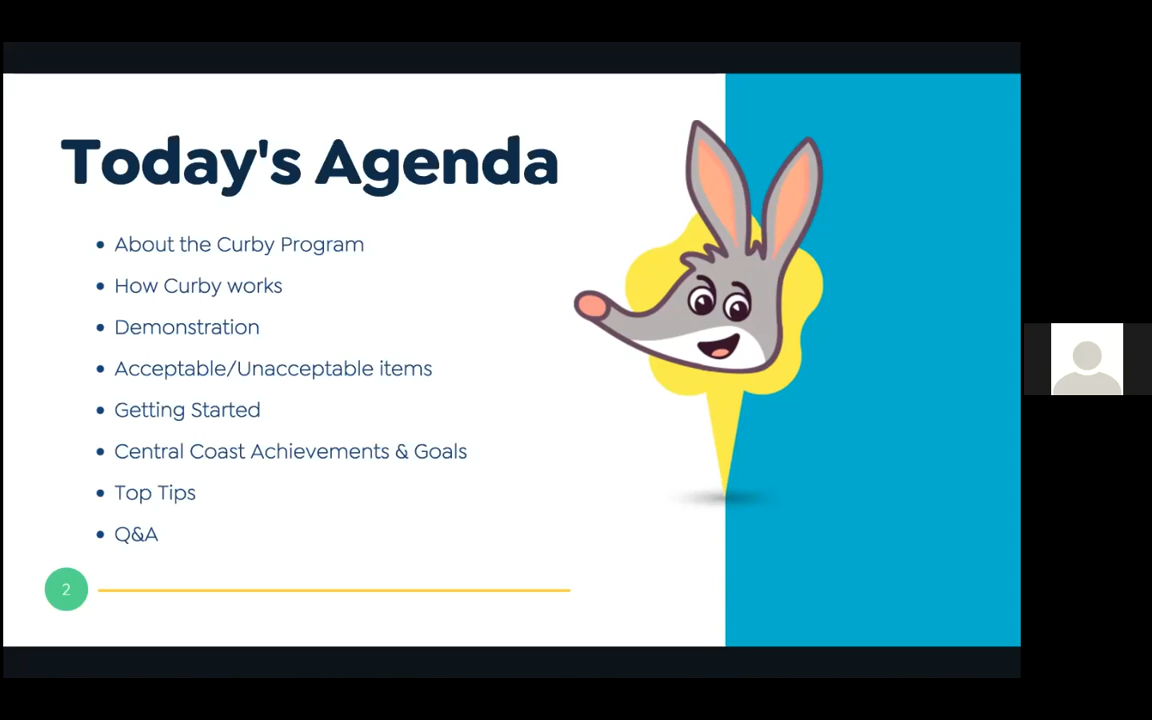 Today's Agenda
• About the Curby Program
• How Curby works
• Demonstration
• Acceptable/Unacceptable items
• Getting Started
• Central Coast Achievements & Goals
• Top Tips
• Q&A
2